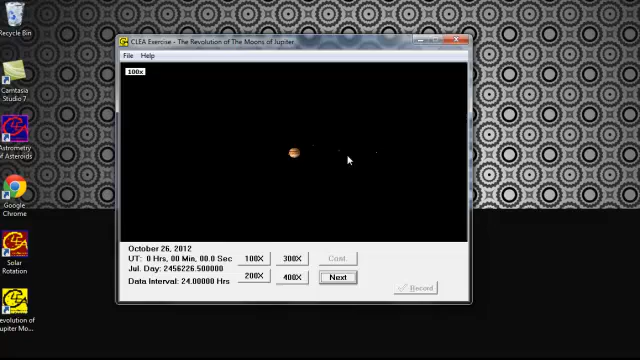 CLEA Exercise - The Revolution of The Moons of Jupiter
File Help
100x
October 26, 2012
UT: 0 Hrs, 00 Min, 00.0 Sec
Jul. Day: 2456226.500000
Data Interval: 24.00000 Hrs
100X 300X Cont.
200X 400X Next
Record
Recycle Bin
Camtasia
Studio 7
Astrometry
of Asteroids
Google
Chrome
Solar
Rotation
Revolution of
Jupiter Mo...